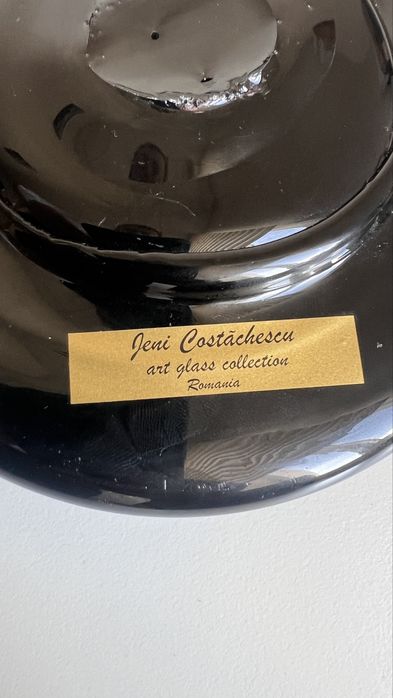 Jeni Costăchescu
art glass collection
Romania